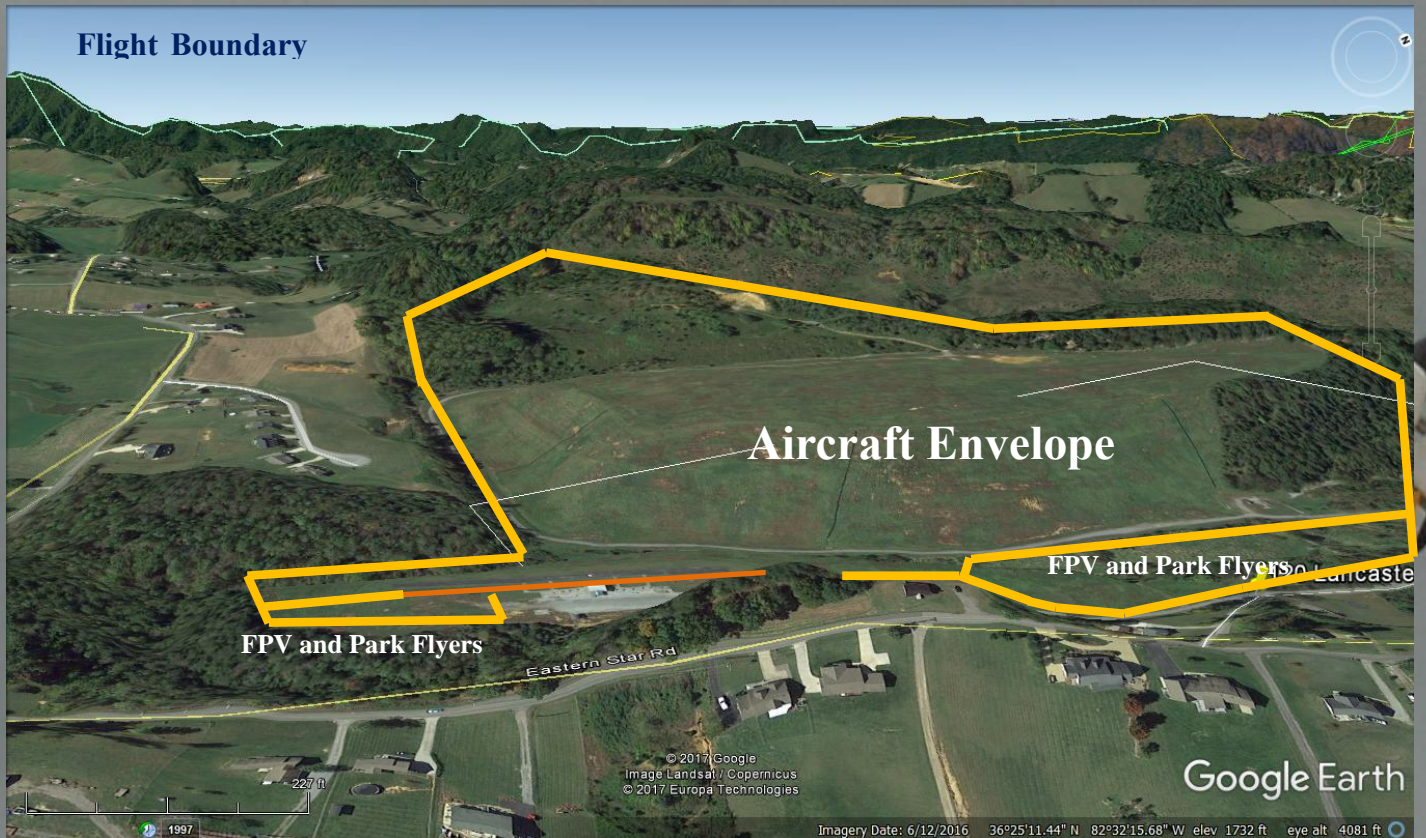 Flight Boundary
N
Aircraft Envelope
FPV and Park Flyers
Lancaste
FPV and Park Flyers
Eastern Star Rd
© 2017 Google
Image Landsat / Copernicus
© 2017 Europa Technologies
Google Earth
227 ft
1997
Imagery Date: 6/12/2016 36°25'11.44" N 82°32'15.68" W elev 1732 ft eye alt 4081 ft